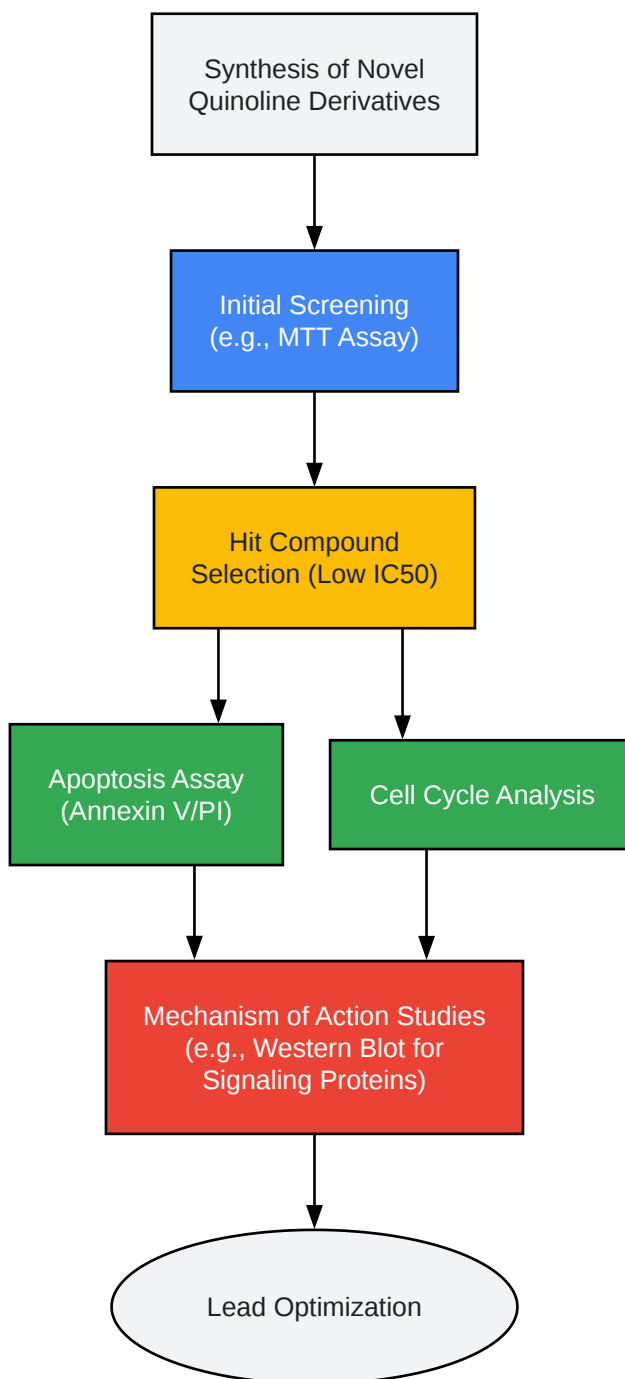 Synthesis of Novel
Quinoline Derivatives
Initial Screening
(e.g., MTT Assay)
Hit Compound
Selection (Low IC50)
Apoptosis Assay
(Annexin V/PI)
Cell Cycle Analysis
Mechanism of Action Studies
(e.g., Western Blot for
Signaling Proteins)
Lead Optimization